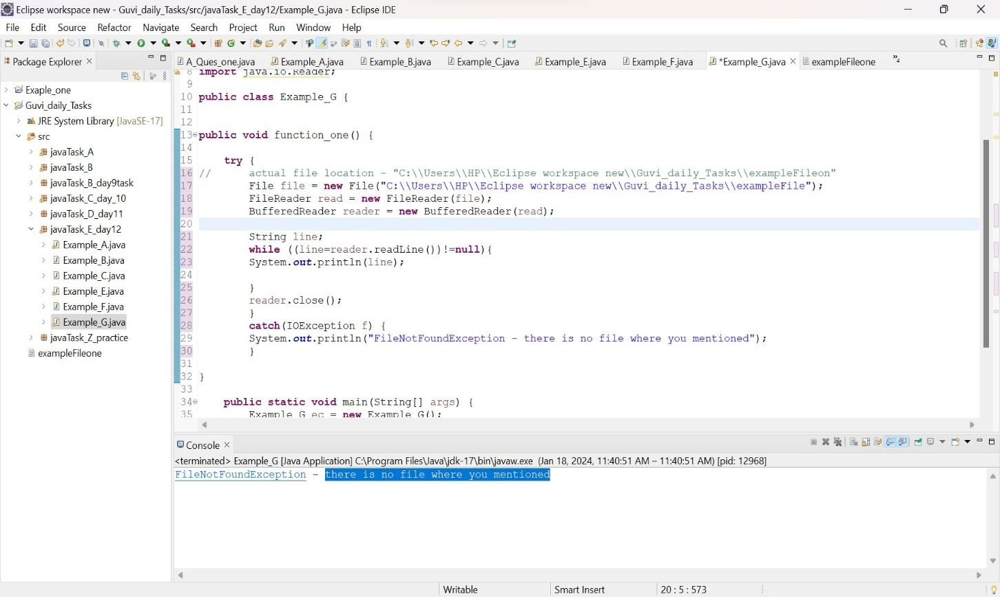 Eclipse workspace new - Guvi_daily_Tasks/src/javaTask_E_day12/Example_G.java - Eclipse IDE
File Edit Source Refactor Navigate Search Project Run Window Help
Package Explorer
A_Ques_one.java Example_A.java Example_B.java Example_C.java Example_E.java Example_F.java *Example_G.java exampleFileone »4
Exaple_one
Guvi_daily_Tasks
JRE System Library [JavaSE-17]
src
javaTask_A
javaTask_B
javaTask_B_day9task
javaTask_C_day_10
javaTask_D_day11
javaTask_E_day12
Example_A.java
Example_B.java
Example_C.java
Example_E.java
Example_F.java
Example_G.java
javaTask_Z_practice
exampleFileone
8 import java.io.Reader;
9
10 public class Example_G {
11
12
13 public void function_one() {
14
15 try {
16 // actual file location - "C:\\Users\\HP\\Eclipse workspace new\\Guvi_daily_Tasks\\exampleFileon"
17 File file = new File("C:\\Users\\HP\\Eclipse workspace new\\Guvi_daily_Tasks\\exampleFile");
18 FileReader read = new FileReader(file);
19 BufferedReader reader = new BufferedReader(read);
20
21 String line;
22 while ((line=reader.readLine())!=null){
23 System.out.println(line);
24
25 }
26 reader.close();
27 }
28 catch(IOException f) {
29 System.out.println("FileNotFoundException - there is no file where you mentioned");
30 }
31
32 }
33
34 public static void main(String[] args) {
35 Example_G ec = new Example_G();
Console
<terminated> Example_G [Java Application] C:\Program Files\Java\jdk-17\bin\javaw.exe (Jan 18, 2024, 11:40:51 AM – 11:40:51 AM) [pid: 12968]
FileNotFoundException - there is no file where you mentioned
Writable Smart Insert 20 : 5 : 573